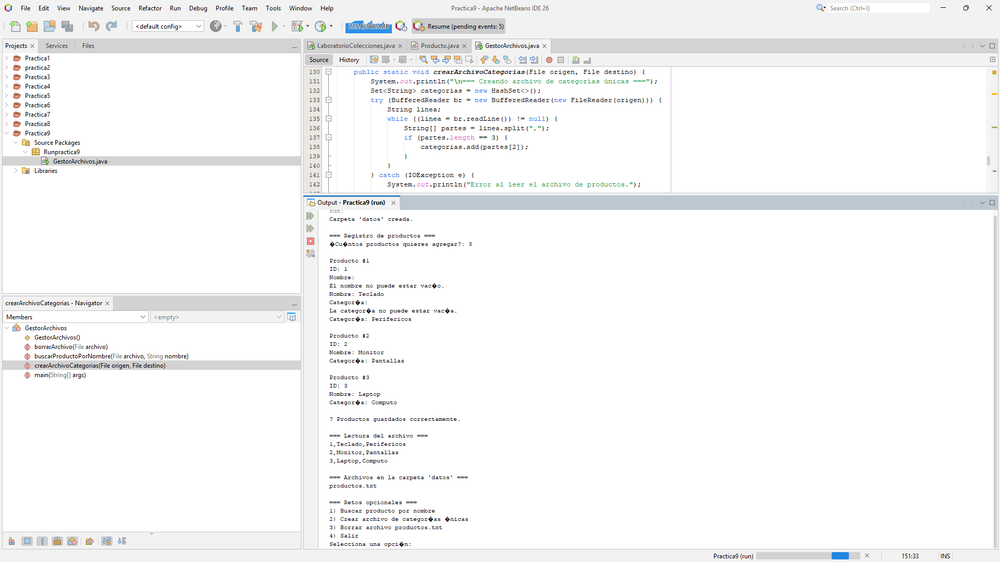 File Edit View Navigate Source Refactor Run Debug Profile Team Tools Window Help
Practica9 - Apache NetBeans IDE 26
Search (Ctrl+I)
<default config>
215.4/348.0MB
Resume (pending events: 5)
Projects Services Files
Practica1
practica2
Practica3
Practica4
Practica5
Practica6
Practica7
Practica8
Practica9
Source Packages
Runpractica9
GestorArchivos.java
Libraries
crearArchivoCategorias - Navigator
Members
<empty>
GestorArchivos
GestorArchivos()
borrarArchivo(File archivo)
buscarProductoPorNombre(File archivo, String nombre)
crearArchivoCategorias(File origen, File destino)
main(String[] args)
LaboratorioColecciones.java Producto.java GestorArchivos.java
Source History
130 public static void crearArchivoCategorias(File origen, File destino) {
131 System.out.println("\n=== Creando archivo de categorías únicas ===");
132 Set<String> categorias = new HashSet<>();
133 try (BufferedReader br = new BufferedReader(new FileReader(origen))) {
134 String linea;
135 while ((linea = br.readLine()) != null) {
136 String[] partes = linea.split(",");
137 if (partes.length == 3) {
138 categorias.add(partes[2]);
139 }
140 }
141 } catch (IOException e) {
142 System.out.println("Error al leer el archivo de productos.");
Output - Practica9 (run)
run:
Carpeta 'datos' creada.
=== Registro de productos ===
�Cu�ntos productos quieres agregar?: 3
Producto #1
ID: 1
Nombre:
El nombre no puede estar vac�o.
Nombre: Teclado
Categor�a:
La categor�a no puede estar vac�a.
Categor�a: Perifericos
Producto #2
ID: 2
Nombre: Monitor
Categor�a: Pantallas
Producto #3
ID: 3
Nombre: Laptop
Categor�a: Computo
? Productos guardados correctamente.
=== Lectura del archivo ===
1,Teclado,Perifericos
2,Monitor,Pantallas
3,Laptop,Computo
=== Archivos en la carpeta 'datos' ===
productos.txt
=== Retos opcionales ===
1) Buscar producto por nombre
2) Crear archivo de categor�as �nicas
3) Borrar archivo productos.txt
4) Salir
Selecciona una opci�n:
Practica9 (run)
151:33
INS